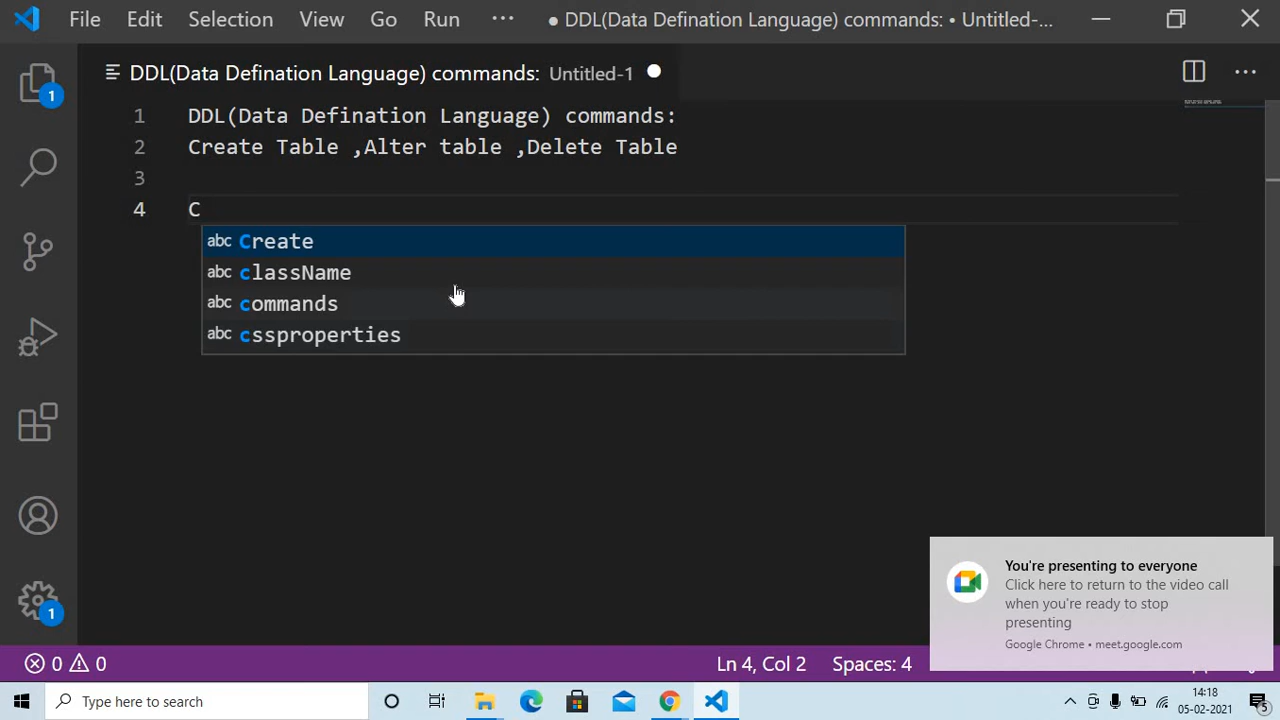 File Edit Selection View Go Run ··· ● DDL(Data Defination Language) commands: • Untitled-...
DDL(Data Defination Language) commands: Untitled-1
1 DDL(Data Defination Language) commands:
2 Create Table ,Alter table ,Delete Table
3
4 C
abc Create
abc className
abc commands
abc cssproperties
1
1
You're presenting to everyone
Click here to return to the video call
when you're ready to stop
presenting
Google Chrome • meet.google.com
0 0 Ln 4, Col 2 Spaces: 4
Type here to search
14:18
05-02-2021
5